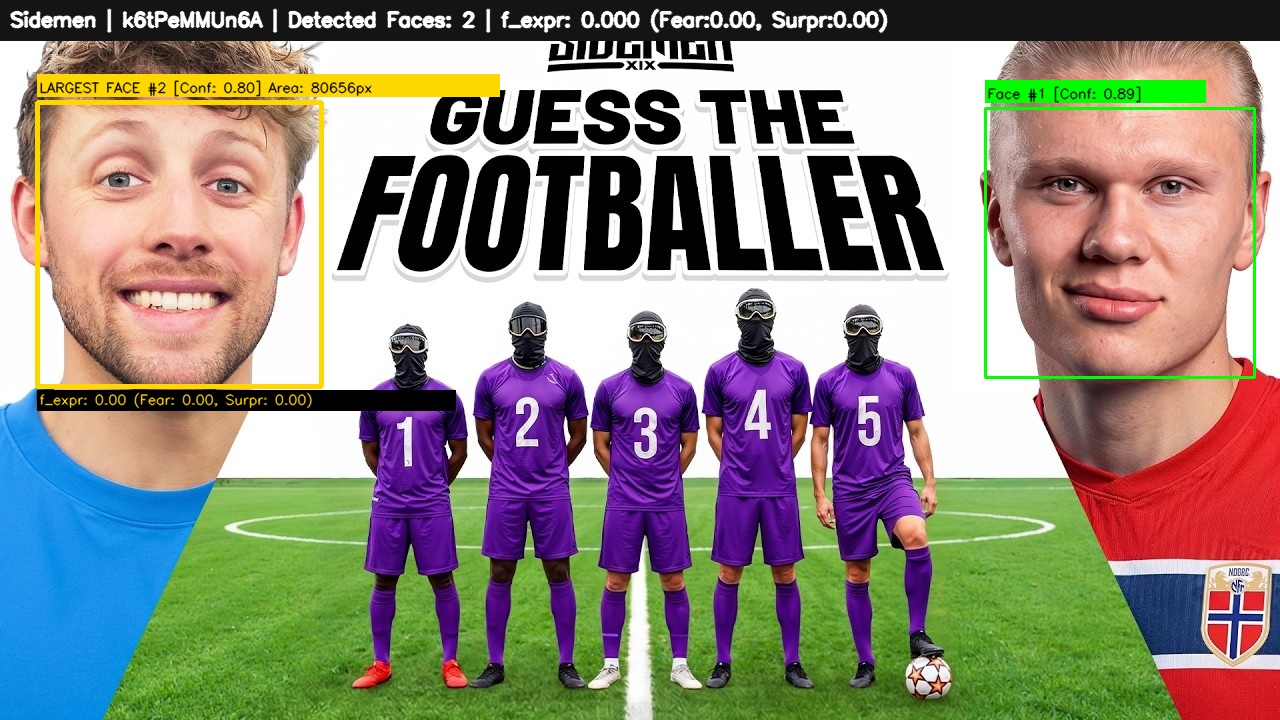 Sidemen | k6tPeMMUn6A | Detected Faces: 2 | f_expr: 0.000 (Fear:0.00, Surpr:0.00)
SIDEMEN
XIX
LARGEST FACE #2 [Conf: 0.80] Area: 80656px
Face #1 [Conf: 0.89]
GUESS THE
FOOTBALLER
f_expr: 0.00 (Fear: 0.00, Surpr: 0.00)
1
2
3
4
5
NORGE